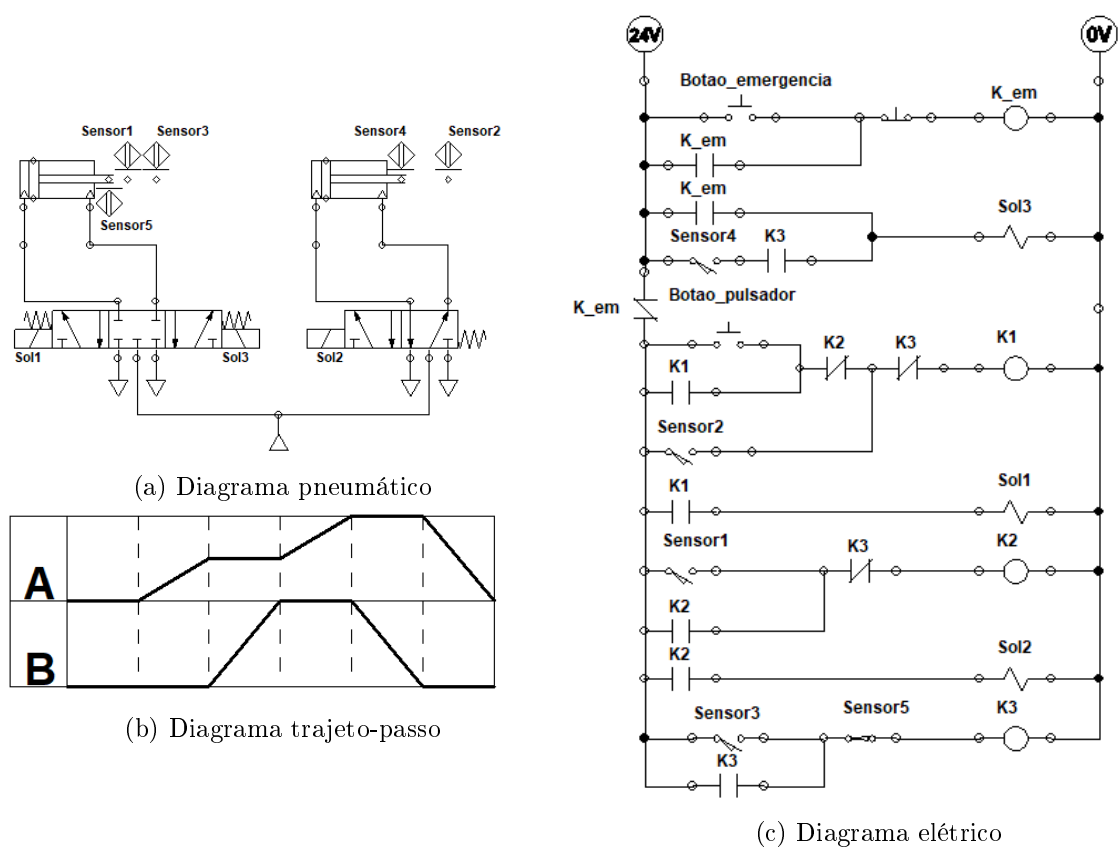 Sensor1 Sensor3
Sensor5
Sensor4 Sensor2
Sol1 Sol3
Sol2
(a) Diagrama pneumático
A
B
(b) Diagrama trajeto-passo
24V 0V
Botao_emergencia
K_em
K_em
K_em
Sol3
Sensor4 K3
K_em
Botao_pulsador
K2 K3 K1
K1
Sensor2
K1 Sol1
Sensor1 K3 K2
K2
K2 Sol2
Sensor3 Sensor5 K3
K3
(c) Diagrama elétrico